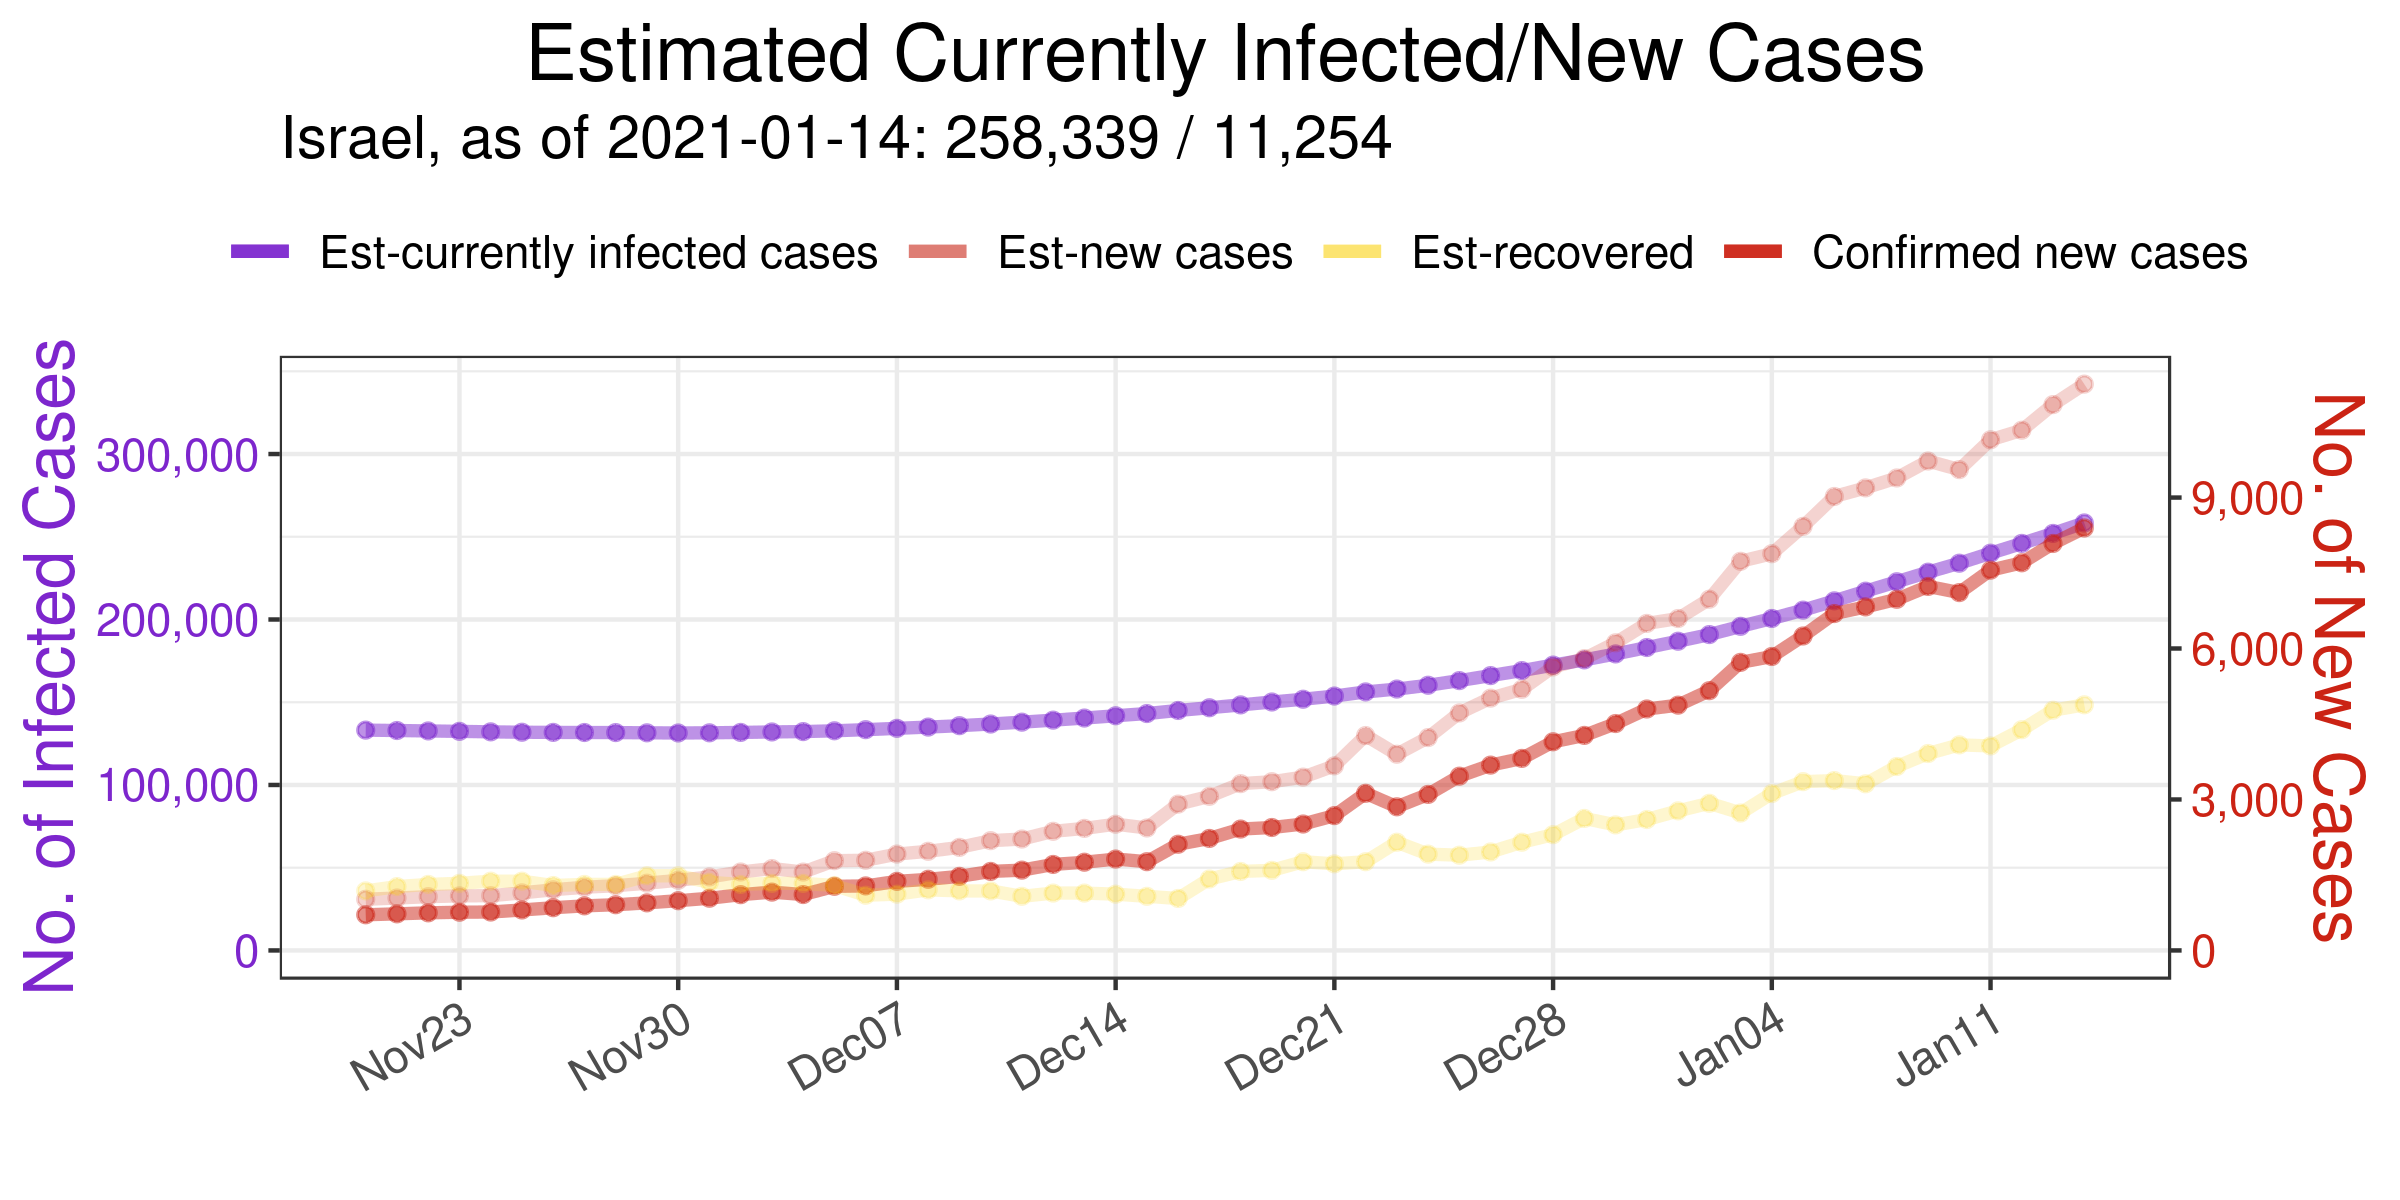 Estimated Currently Infected/New Cases
Israel, as of 2021-01-14: 258,339 / 11,254
Est-currently infected cases Est-new cases Est-recovered Confirmed new cases
No. of Infected Cases
300,000
200,000
100,000
0
No. of New Cases
9,000
6,000
3,000
0
Nov23 Nov30 Dec07 Dec14 Dec21 Dec28 Jan04 Jan11